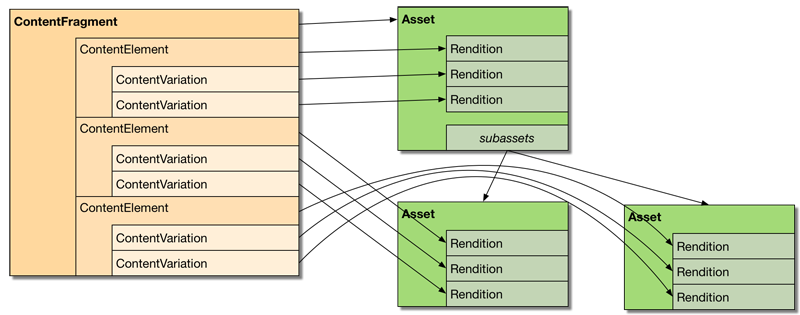 ContentFragment
ContentElement
ContentVariation
ContentVariation
ContentElement
ContentVariation
ContentVariation
ContentElement
ContentVariation
ContentVariation
Asset
Rendition
Rendition
Rendition
subassets
Asset
Rendition
Rendition
Rendition
Asset
Rendition
Rendition
Rendition